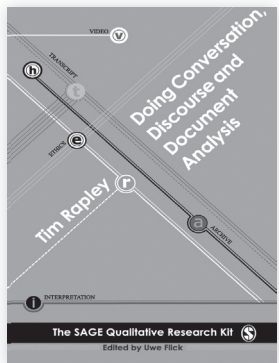 VIDEO v
TRANSCRIPT
h
t
Doing Conversation,
Discourse and
Document
Analysis
ETHICS e
r
Tim Rapley
a
ARCHIVE
i INTERPRETATION
The SAGE Qualitative Research Kit S
Edited by Uwe Flick